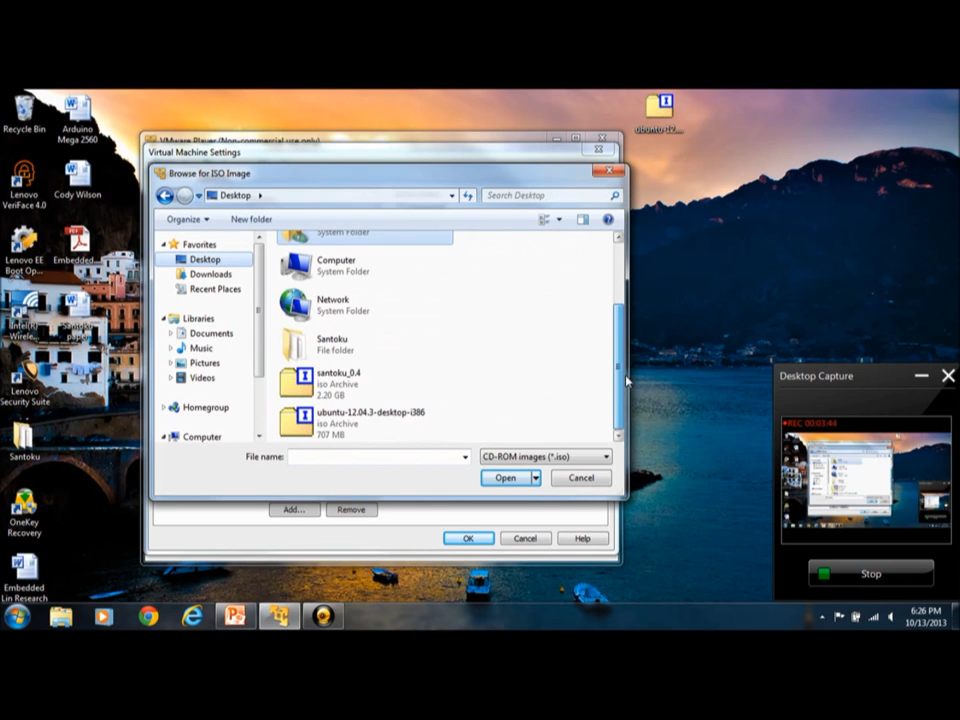 Recycle Bin
Arduino
Mega 2560
Lenovo
VeriFace 4.0
Cody Wilson
Lenovo EE
Boot Op...
Embedded...
Intel(R)
Wirele...
Santoku
paper
Lenovo
Security Suite
Santoku
OneKey
Recovery
Embedded
Lin Research
ubuntu-12....
VMware Player (Non-commercial use only)
Virtual Machine Settings
Browse for ISO Image
Desktop
Search Desktop
Organize
New folder
Favorites
Desktop
Downloads
Recent Places
Libraries
Documents
Music
Pictures
Videos
Homegroup
Computer
System Folder
Computer
System Folder
Network
System Folder
Santoku
File folder
santoku_0.4
iso Archive
2.20 GB
ubuntu-12.04.3-desktop-i386
iso Archive
707 MB
File name:
CD-ROM images (*.iso)
Open
Cancel
Add...
Remove
OK
Cancel
Help
Desktop Capture
REC 00:03:44
Stop
6:26 PM
10/13/2013